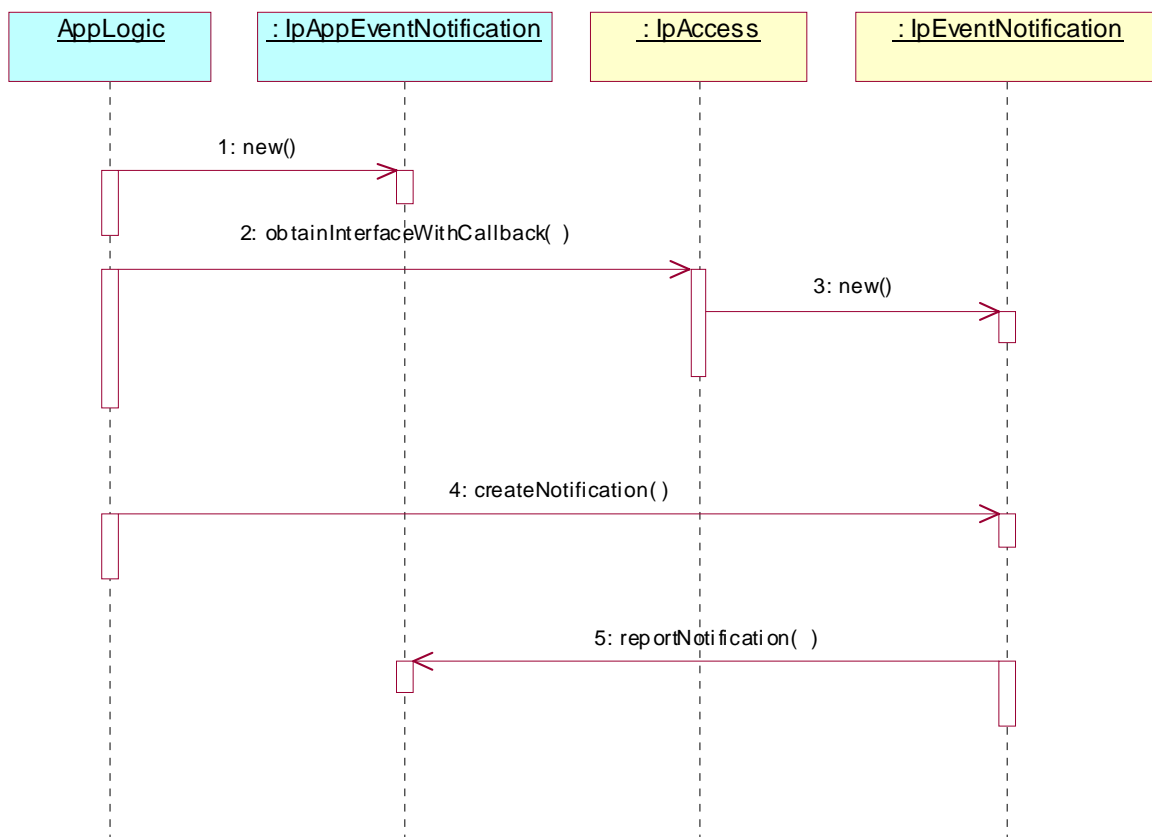 AppLogic
: IpAppEventNotification
: IpAccess
: IpEventNotification
1: new()
2: obtainInterfaceWithCallback( )
3: new()
4: createNotification( )
5: reportNotification( )